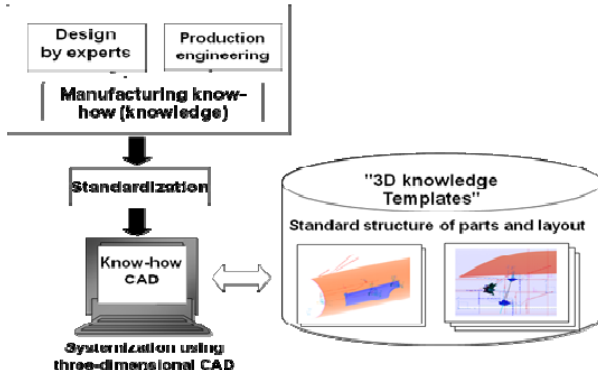 Design
by experts
Production
engineering
Manufacturing know-
how (knowledge)
Standardization
Know-how
CAD
Systemization using
three-dimensional CAD
"3D knowledge
Templates"
Standard structure of parts and layout